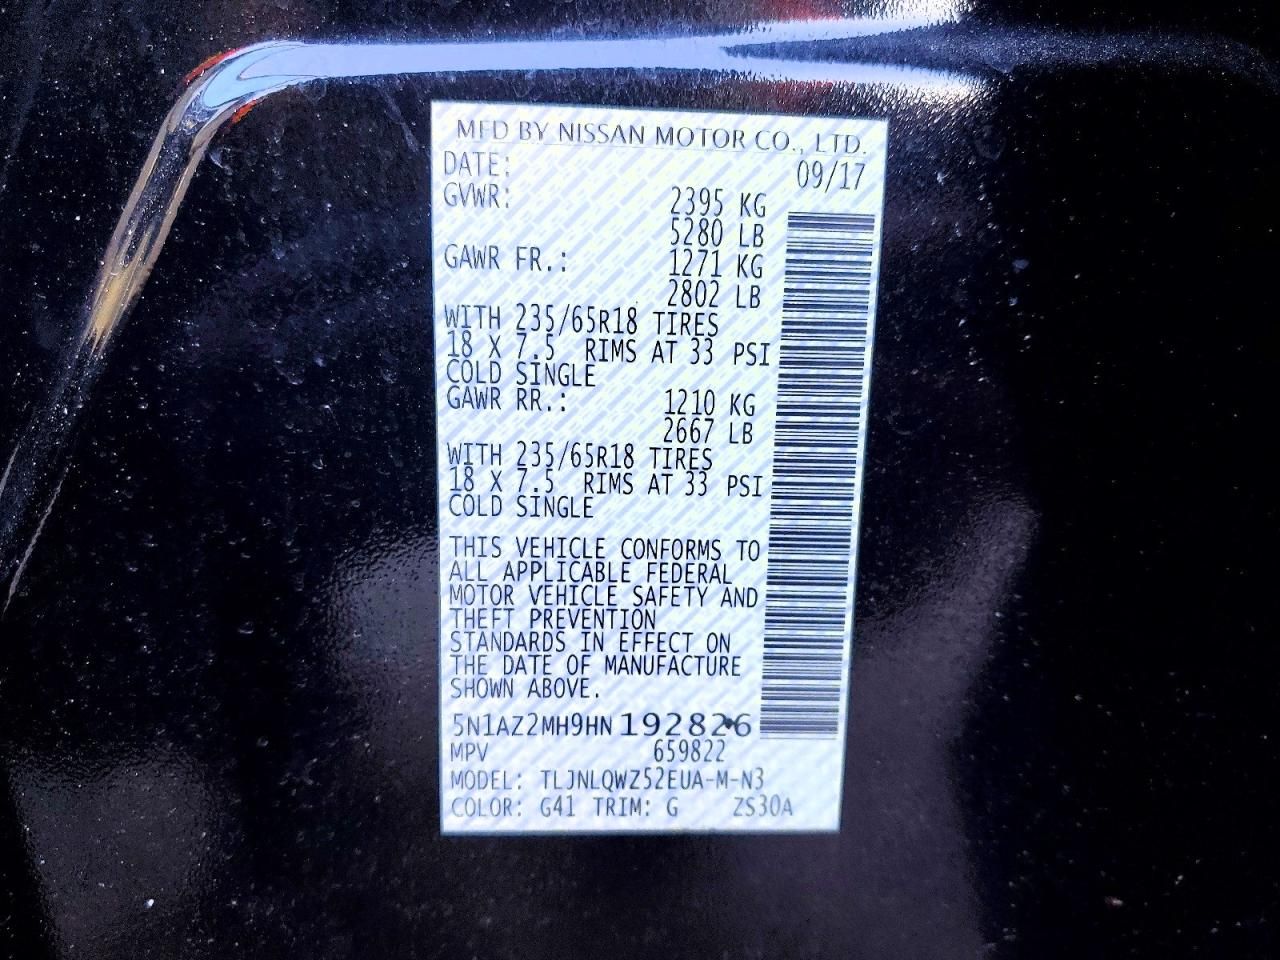 MFD BY NISSAN MOTOR CO., LTD.
DATE: 09/17
GVWR: 2395 KG
5280 LB
GAWR FR.: 1271 KG
2802 LB
WITH 235/65R18 TIRES
18 X 7.5 RIMS AT 33 PSI
COLD SINGLE
GAWR RR.: 1210 KG
2667 LB
WITH 235/65R18 TIRES
18 X 7.5 RIMS AT 33 PSI
COLD SINGLE
THIS VEHICLE CONFORMS TO
ALL APPLICABLE FEDERAL
MOTOR VEHICLE SAFETY AND
THEFT PREVENTION
STANDARDS IN EFFECT ON
THE DATE OF MANUFACTURE
SHOWN ABOVE.
5N1AZ2MH9HN192826
MPV 659822
MODEL: TLJNLQWZ52EUA-M-N3
COLOR: G41 TRIM: G ZS30A